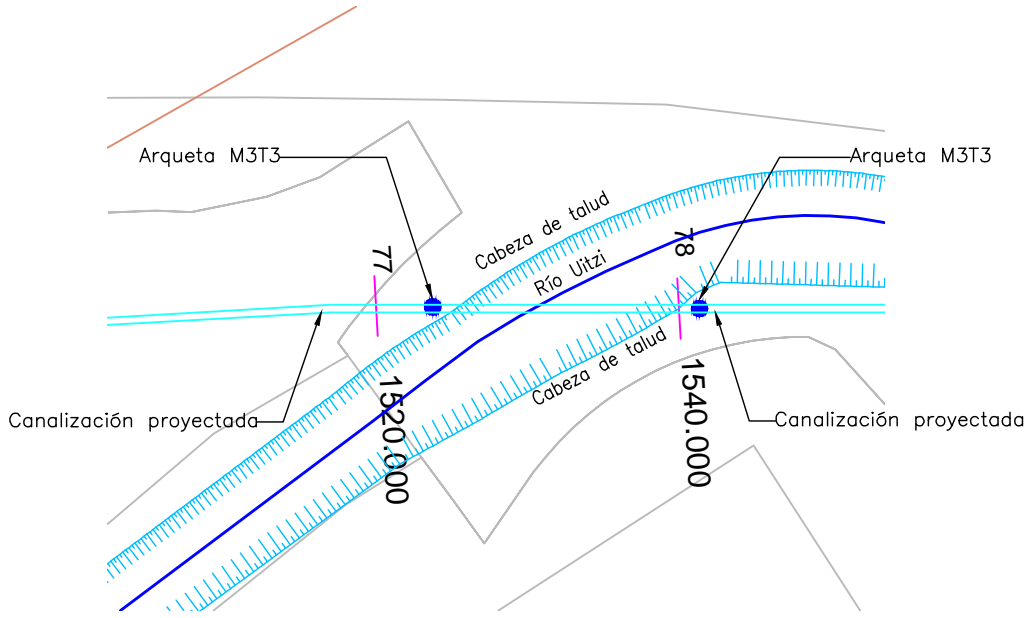 Arqueta M3T3
Arqueta M3T3
Cabeza de talud
77
78
Río Uitzi
Cabeza de talud
1520.000
1540.000
Canalización proyectada
Canalización proyectada